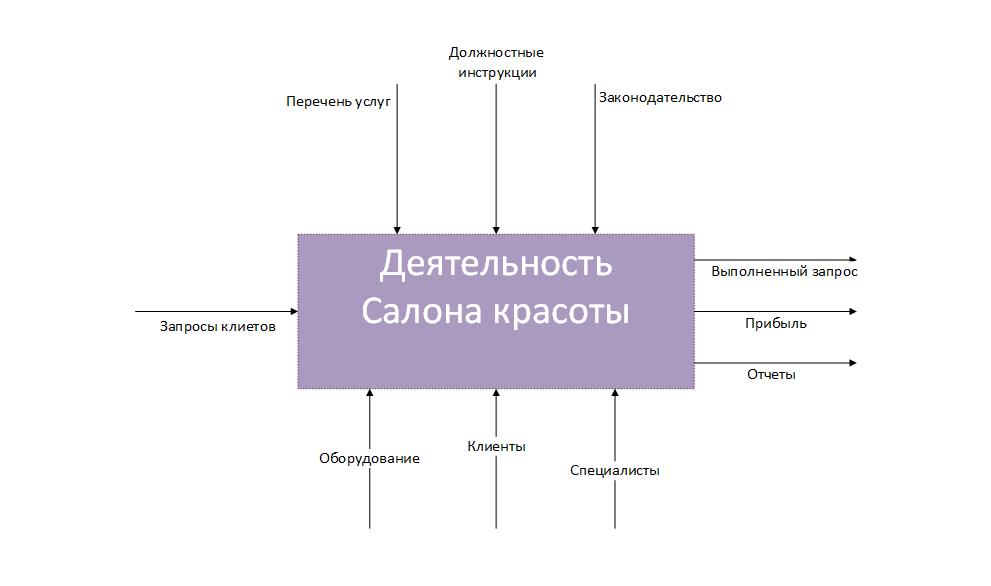 Должностные
инструкции
Перечень услуг
Законодательство
Деятельность
Салона красоты
Выполненный запрос
Запросы клиетов
Прибыль
Отчеты
Оборудование
Клиенты
Специалисты